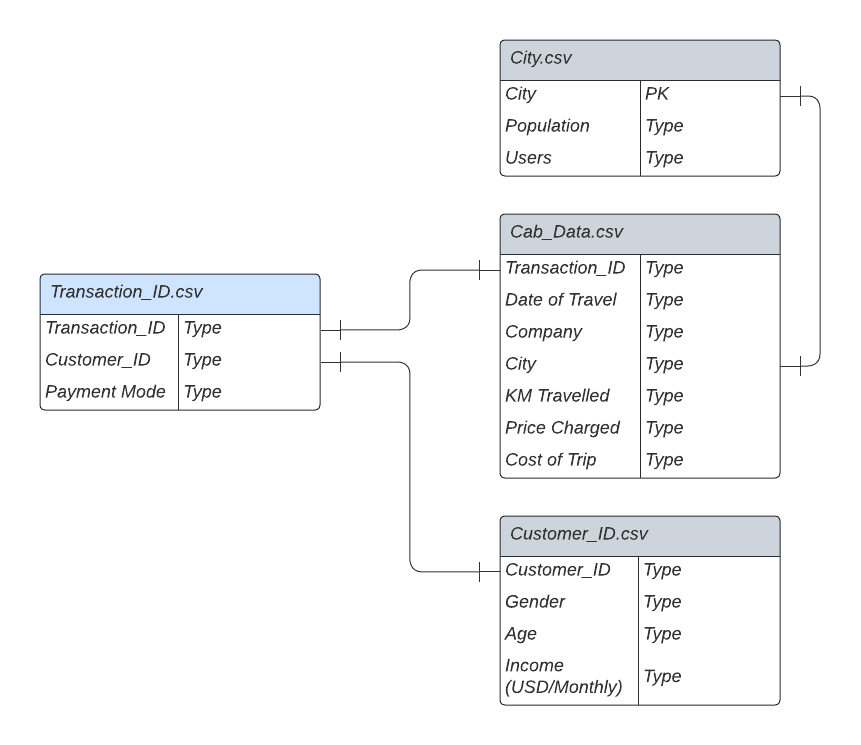 City.csv
City PK
Population Type
Users Type
Cab_Data.csv
Transaction_ID Type
Date of Travel Type
Company Type
City Type
KM Travelled Type
Price Charged Type
Cost of Trip Type
Transaction_ID.csv
Transaction_ID Type
Customer_ID Type
Payment Mode Type
Customer_ID.csv
Customer_ID Type
Gender Type
Age Type
Income
(USD/Monthly) Type